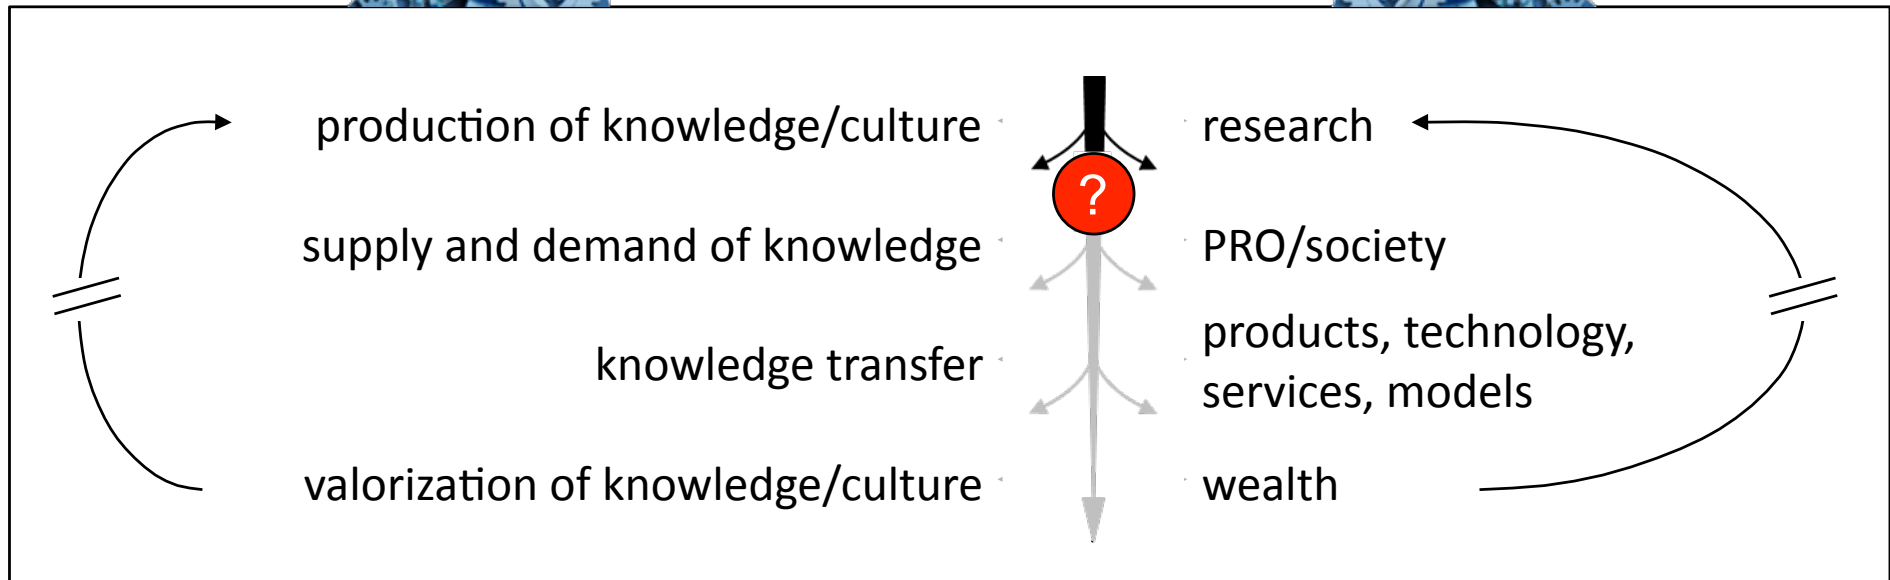 production of knowledge/culture
research
?
supply and demand of knowledge
PRO/society
knowledge transfer
products, technology,
services, models
valorization of knowledge/culture
wealth